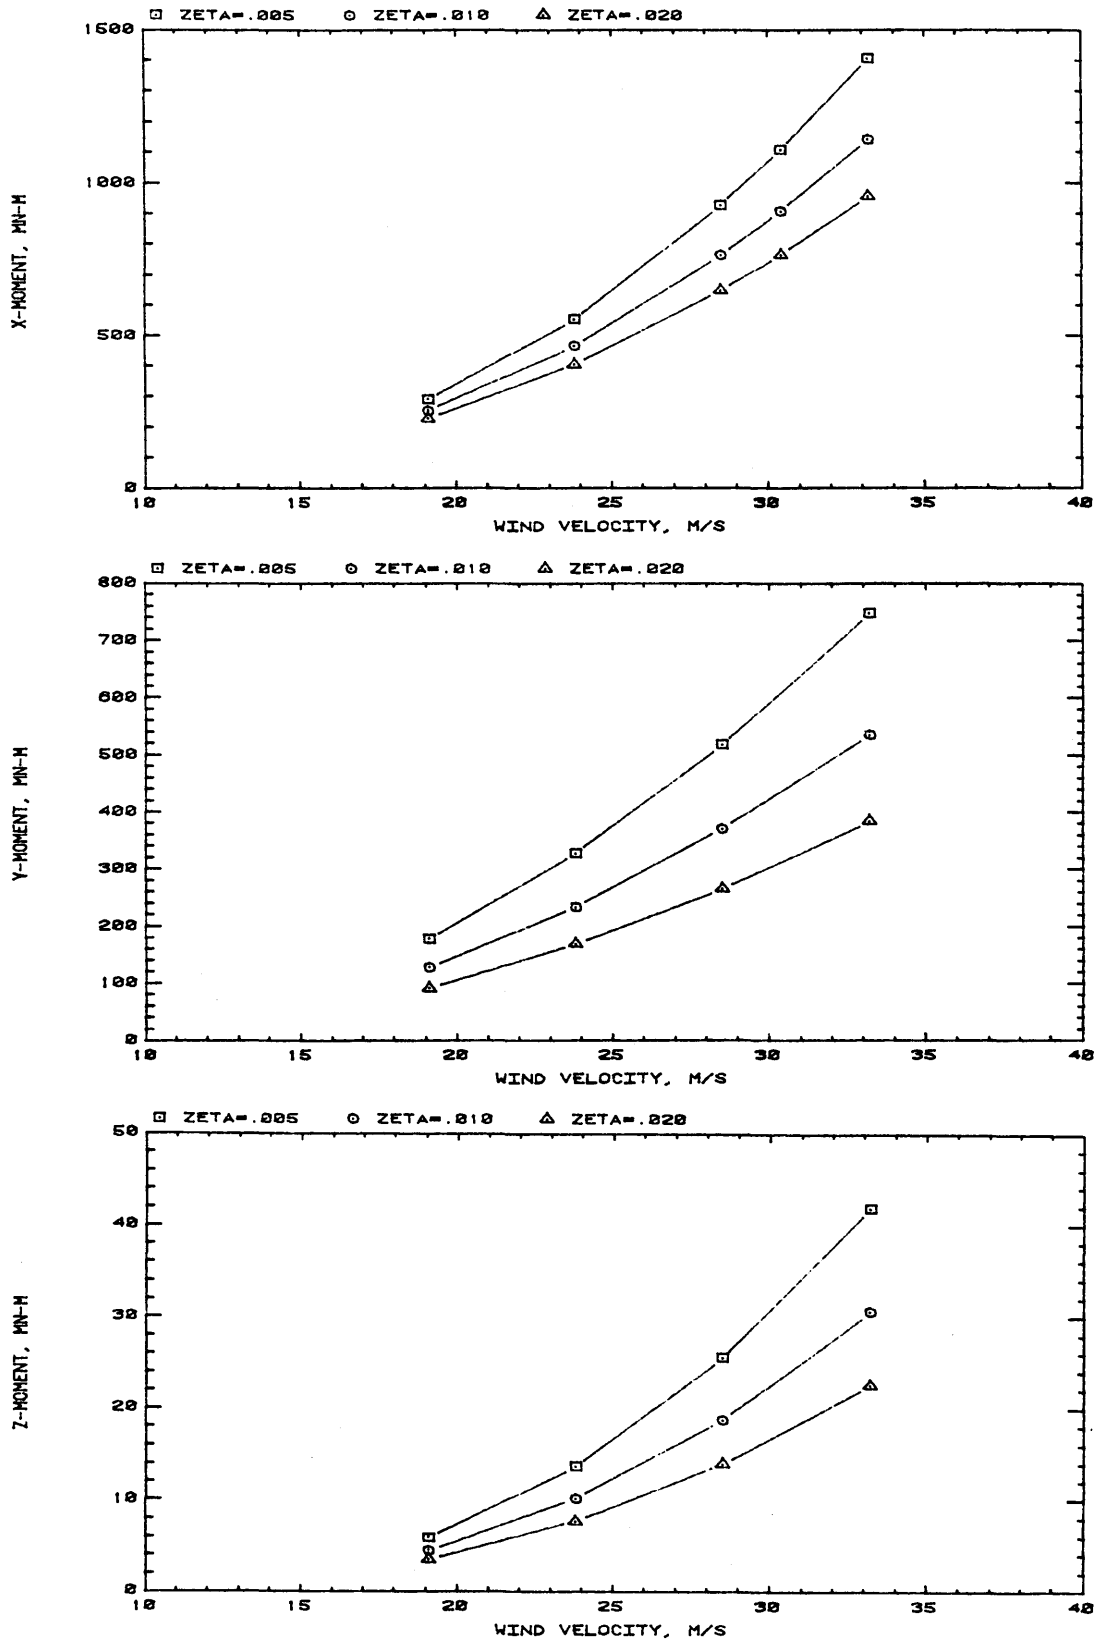 ZETA=.005 ZETA=.010 ZETA=.020
1500
1000
500
0
X-MOMENT, MN-M
10 15 20 25 30 35 40
WIND VELOCITY, M/S
ZETA=.005 ZETA=.010 ZETA=.020
800
700
600
500
400
300
200
100
0
Y-MOMENT, MN-M
10 15 20 25 30 35 40
WIND VELOCITY, M/S
ZETA=.005 ZETA=.010 ZETA=.020
50
40
30
20
10
0
Z-MOMENT, MN-M
10 15 20 25 30 35 40
WIND VELOCITY, M/S